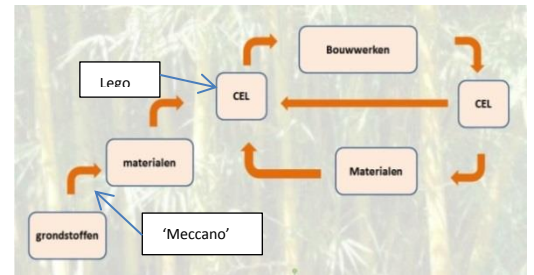 Bouwwerken
Lego
CEL
CEL
materialen
Materialen
grondstoffen
‘Meccano’